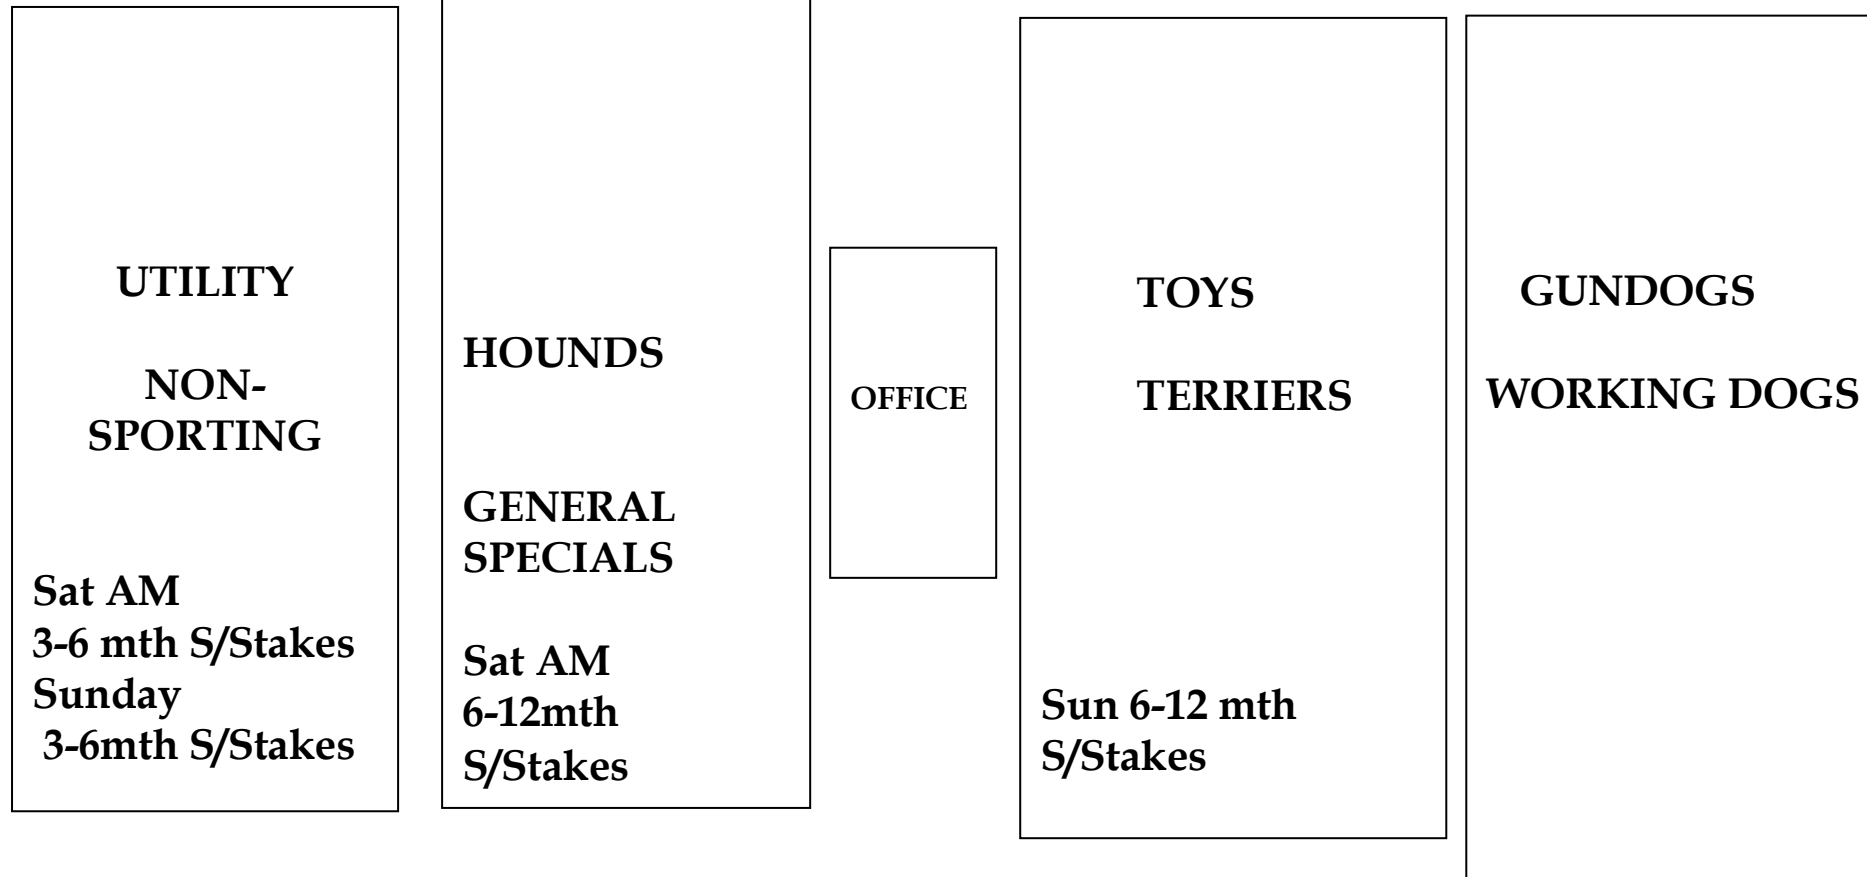 UTILITY
NON-
SPORTING
Sat AM
3-6 mth S/Stakes
Sunday
3-6mth S/Stakes
HOUNDS
GENERAL
SPECIALS
Sat AM
6-12mth
S/Stakes
OFFICE
TOYS
TERRIERS
Sun 6-12 mth
S/Stakes
GUNDOGS
WORKING DOGS